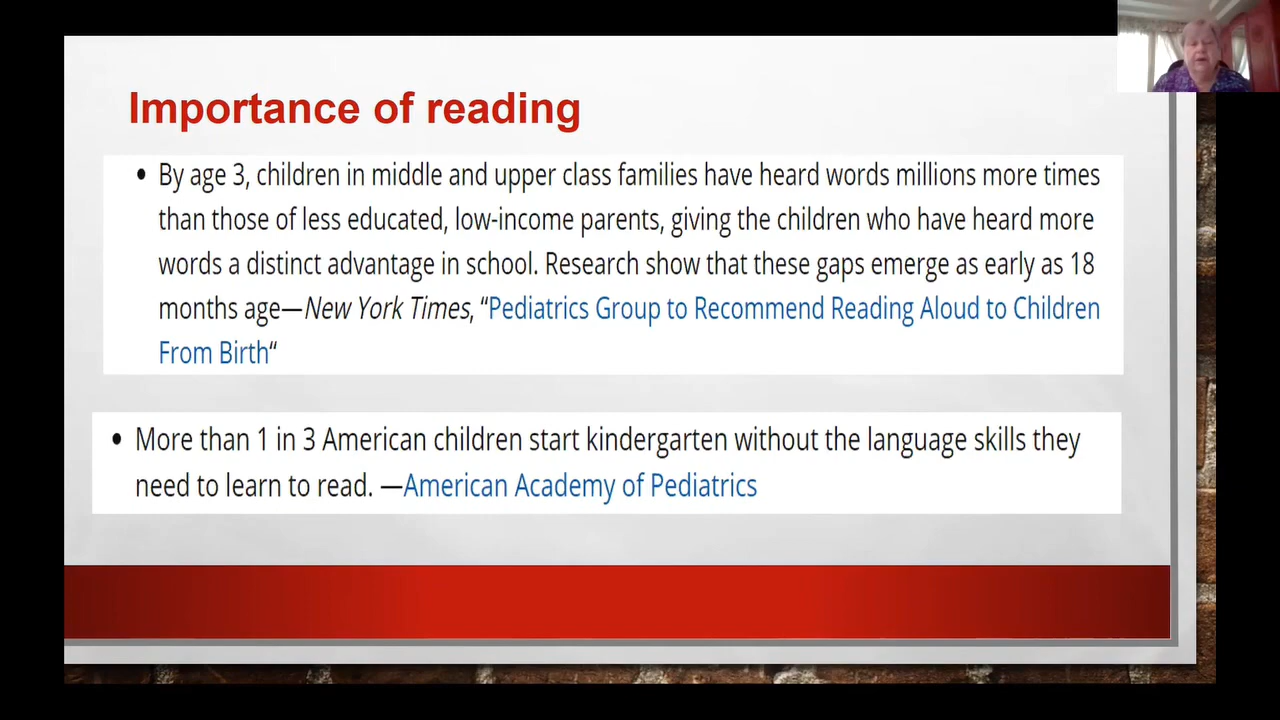 Importance of reading
• By age 3, children in middle and upper class families have heard words millions more times
than those of less educated, low-income parents, giving the children who have heard more
words a distinct advantage in school. Research show that these gaps emerge as early as 18
months age—New York Times, “Pediatrics Group to Recommend Reading Aloud to Children
From Birth“
• More than 1 in 3 American children start kindergarten without the language skills they
need to learn to read. —American Academy of Pediatrics